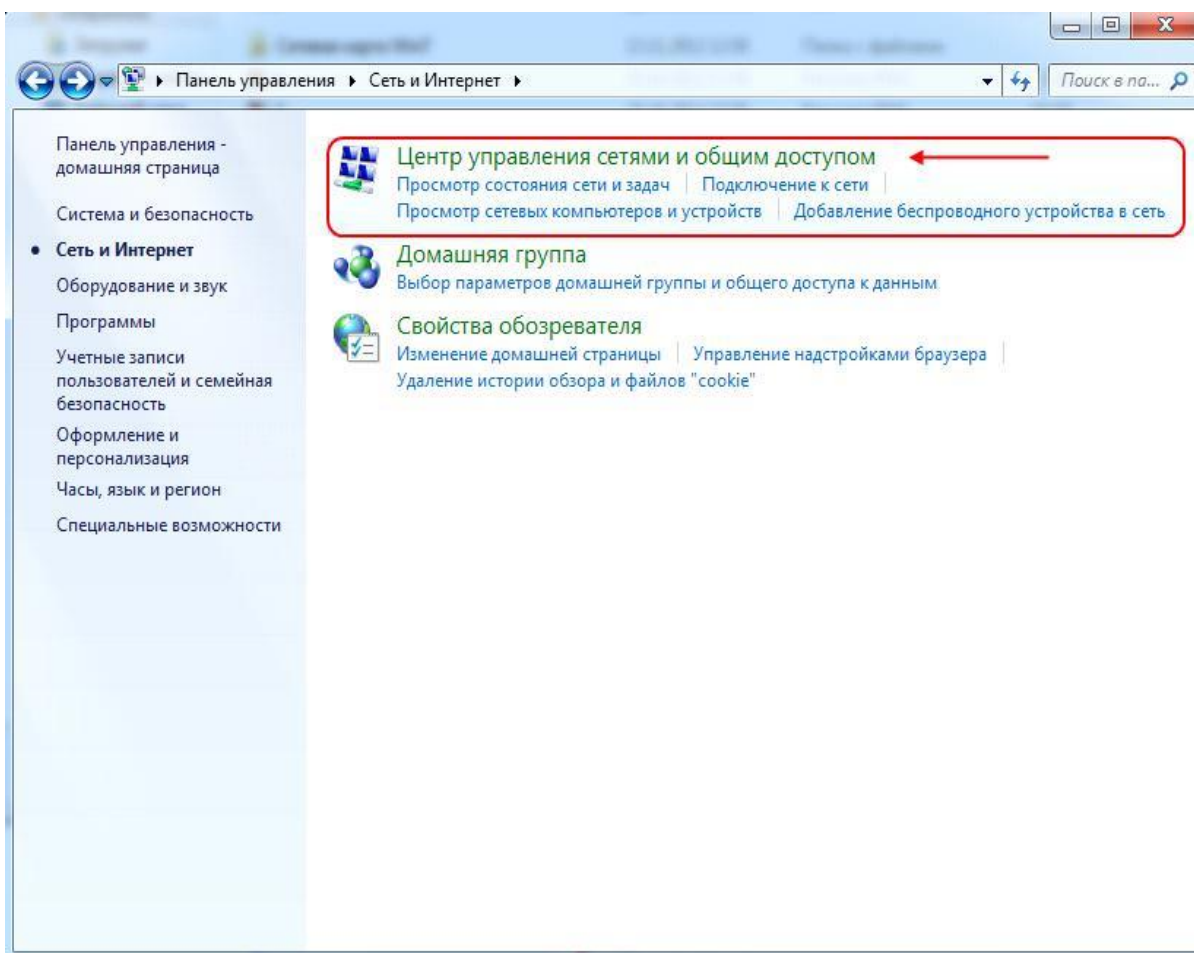 Панель управления ▸ Сеть и Интернет ▸
Поиск в па...
Панель управления -
домашняя страница
Система и безопасность
Сеть и Интернет
Оборудование и звук
Программы
Учетные записи
пользователей и семейная
безопасность
Оформление и
персонализация
Часы, язык и регион
Специальные возможности
Центр управления сетями и общим доступом
Просмотр состояния сети и задач
Подключение к сети
Просмотр сетевых компьютеров и устройств
Добавление беспроводного устройства в сеть
Домашняя группа
Выбор параметров домашней группы и общего доступа к данным
Свойства обозревателя
Изменение домашней страницы
Управление надстройками браузера
Удаление истории обзора и файлов "cookie"